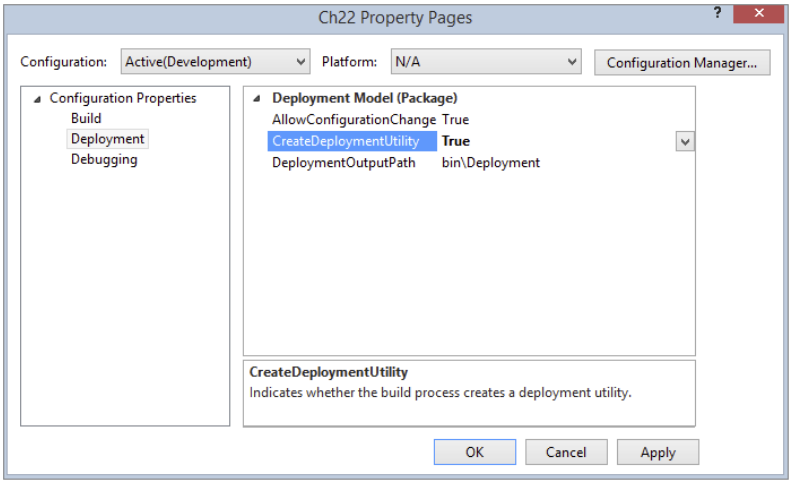 Ch22 Property Pages
?
Configuration: Active(Development) Platform: N/A Configuration Manager...
Configuration Properties
Build
Deployment
Debugging
Deployment Model (Package)
AllowConfigurationChange True
CreateDeploymentUtility True
DeploymentOutputPath bin\Deployment
CreateDeploymentUtility
Indicates whether the build process creates a deployment utility.
OK Cancel Apply